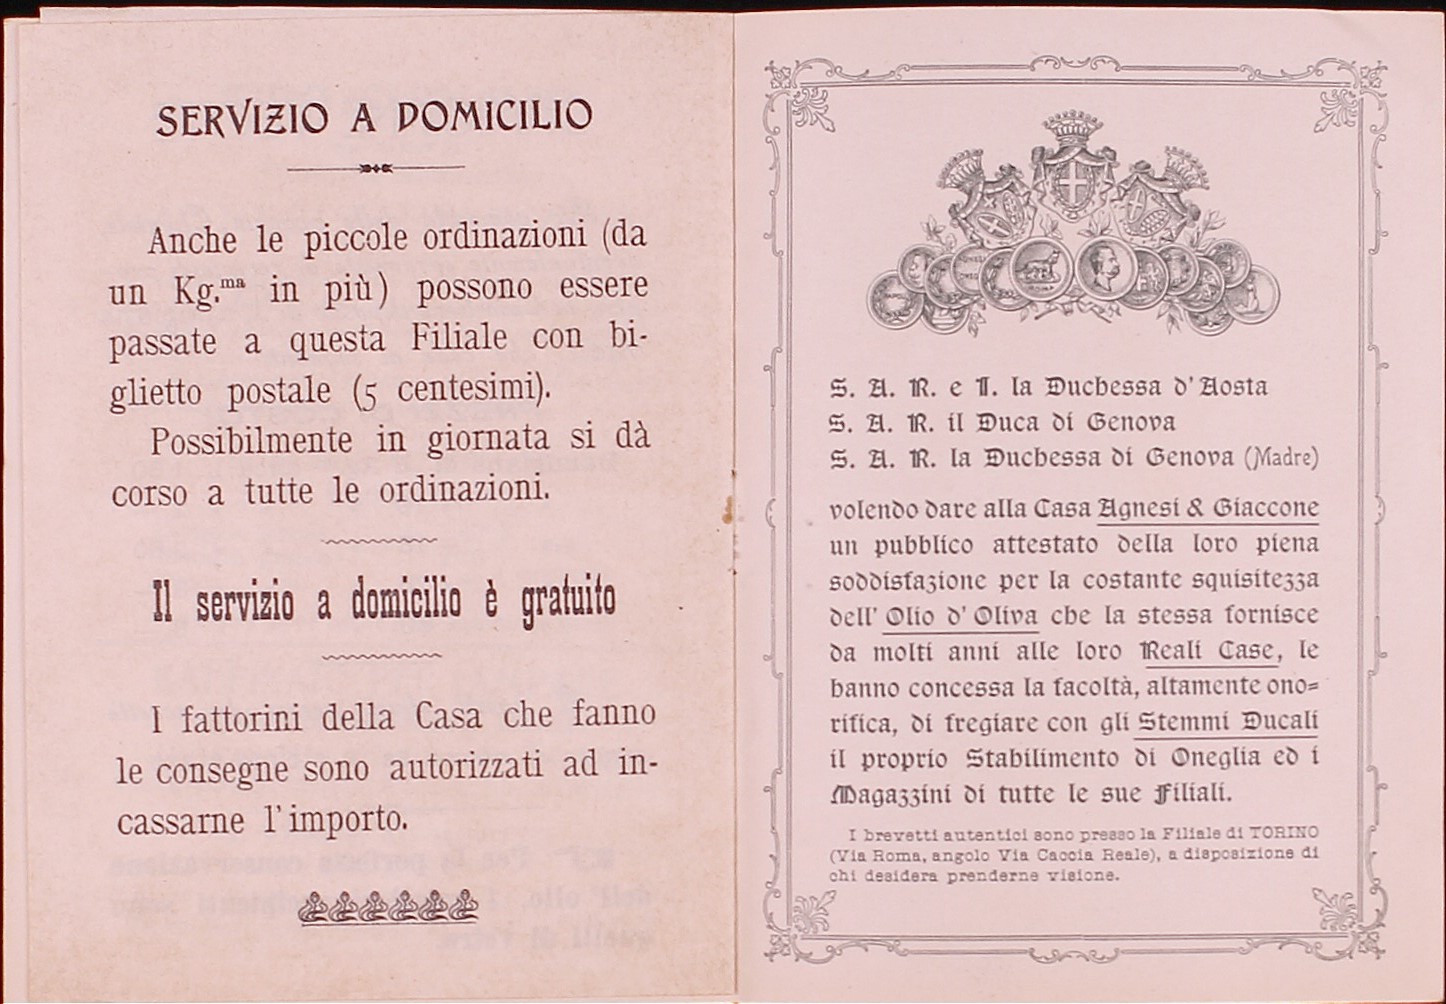 SERVIZIO A DOMICILIO
Anche le piccole ordinazioni (da
un Kg.ma in più) possono essere
passate a questa Filiale con bi-
glietto postale (5 centesimi).
Possibilmente in giornata si dà
corso a tutte le ordinazioni.
Il servizio a domicilio è gratuito
I fattorini della Casa che fanno
le consegne sono autorizzati ad in-
cassarne l'importo.
S. A. R. e I. la Duchessa d'Aosta
S. A. R. il Duca di Genova
S. A. R. la Duchessa di Genova (Madre)
volendo dare alla Casa Agnesi & Giaccone
un pubblico attestato della loro piena
soddisfazione per la costante squisitezza
dell' Olio d' Oliva che la stessa fornisce
da molti anni alle loro Reali Case, le
hanno concessa la facoltà, altamente ono=
rifica, di fregiare con gli Stemmi Ducali
il proprio Stabilimento di Oneglia ed i
Magazzini di tutte le sue Filiali.
I brevetti autentici sono presso la Filiale di TORINO
(Via Roma, angolo Via Caccia Reale), a disposizione di
chi desidera prenderne visione.